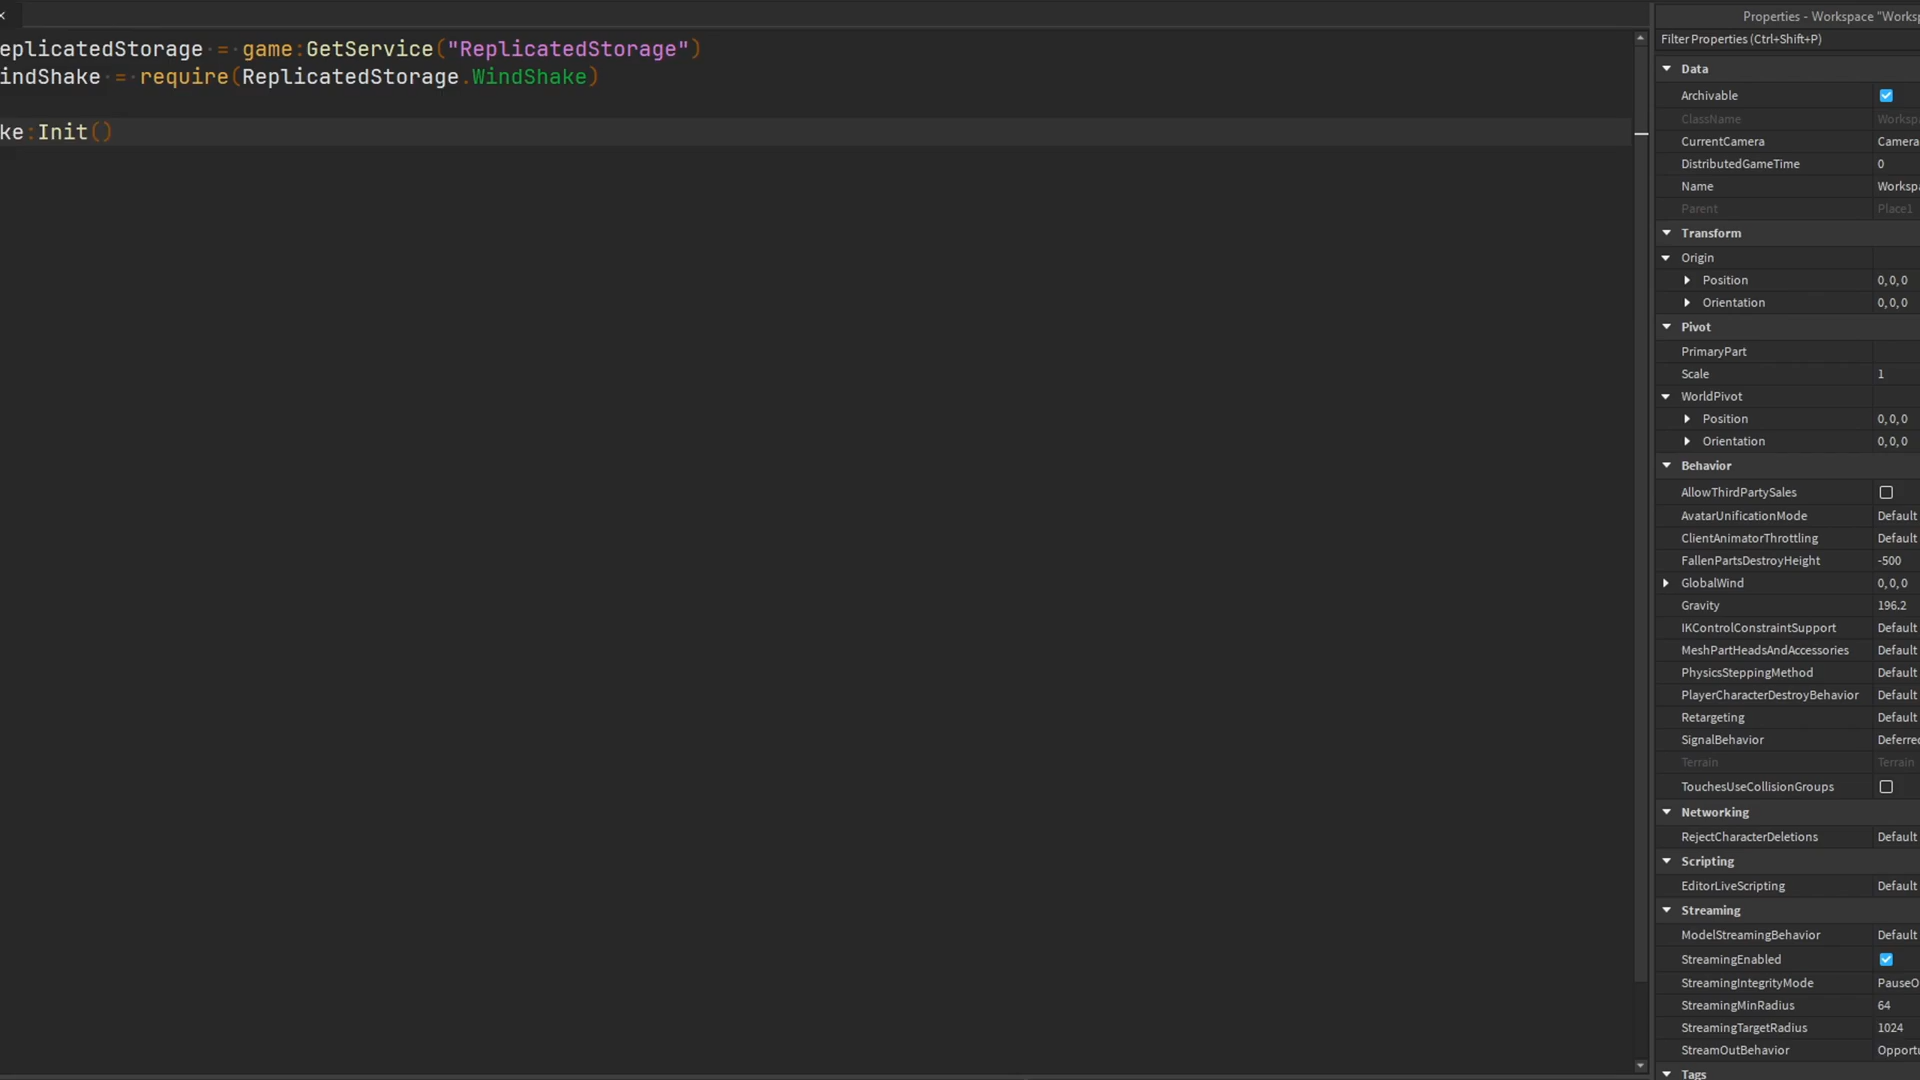 eplicatedStorage = game:GetService("ReplicatedStorage")
indShake = require(ReplicatedStorage.WindShake)
ke:Init()
Properties - Workspace "Worksp
Filter Properties (Ctrl+Shift+P)
Data
Archivable
ClassName Workspa
CurrentCamera Camera
DistributedGameTime 0
Name Worksp
Parent Place1
Transform
Origin
Position 0, 0, 0
Orientation 0, 0, 0
Pivot
PrimaryPart
Scale 1
WorldPivot
Position 0, 0, 0
Orientation 0, 0, 0
Behavior
AllowThirdPartySales
AvatarUnificationMode Default
ClientAnimatorThrottling Default
FallenPartsDestroyHeight -500
GlobalWind 0, 0, 0
Gravity 196.2
IKControlConstraintSupport Default
MeshPartHeadsAndAccessories Default
PhysicsSteppingMethod Default
PlayerCharacterDestroyBehavior Default
Retargeting Default
SignalBehavior Deferred
Terrain Terrain
TouchesUseCollisionGroups
Networking
RejectCharacterDeletions Default
Scripting
EditorLiveScripting Default
Streaming
ModelStreamingBehavior Default
StreamingEnabled
StreamingIntegrityMode PauseO
StreamingMinRadius 64
StreamingTargetRadius 1024
StreamOutBehavior Opportu
Tags